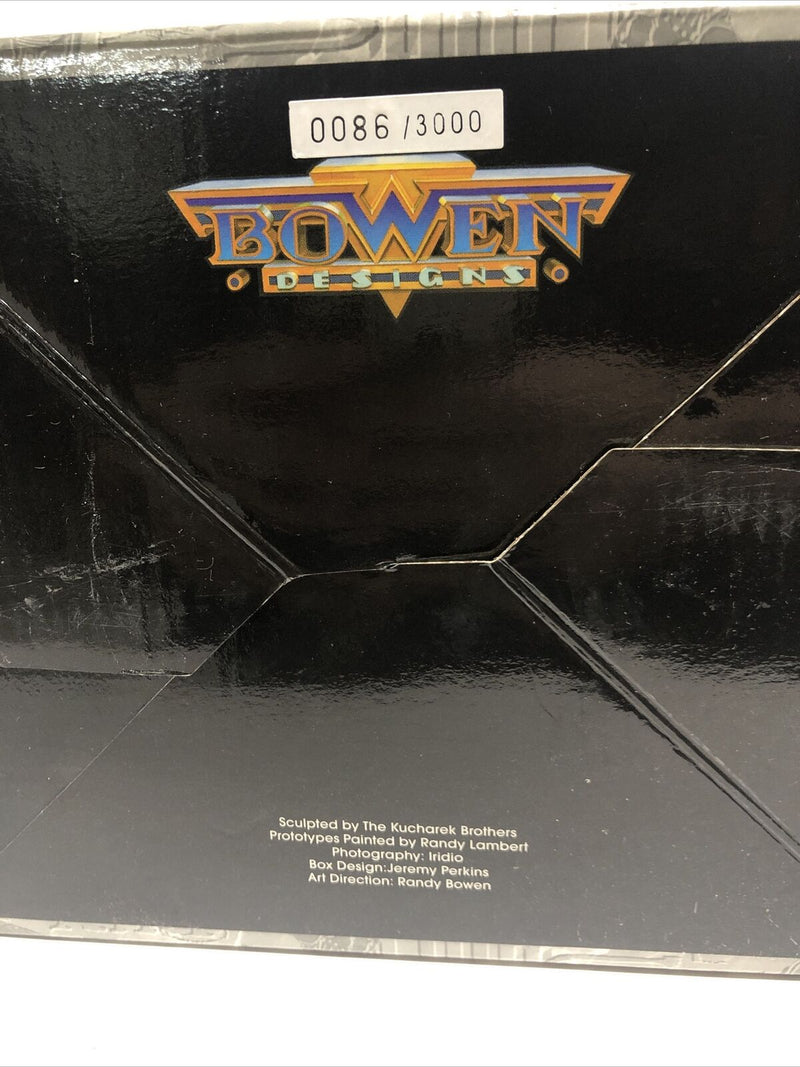 0086/3000
BOWEN
DESIGNS
Sculpted by The Kucharek Brothers
Prototypes Painted by Randy Lambert
Photography: Iridio
Box Design:Jeremy Perkins
Art Direction: Randy Bowen